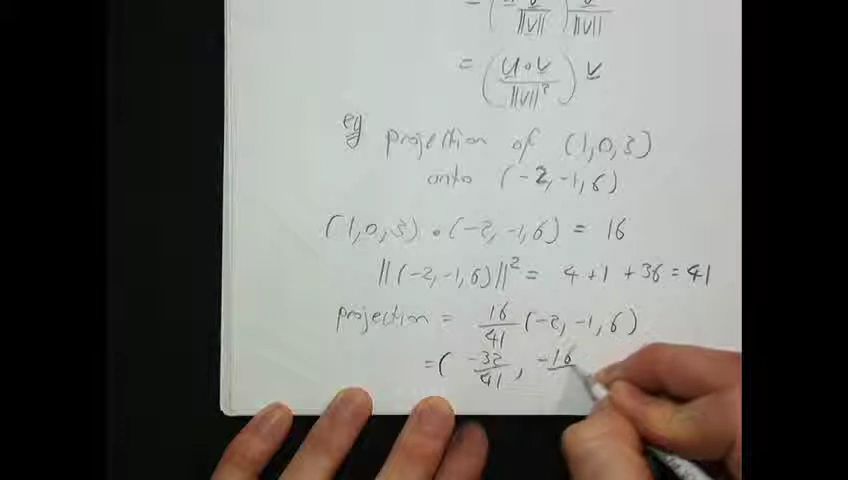 = (u·v/||v||) v/||v||
= (u·v/||v||²) v
eg projection of (1,0,3)
onto (-2,-1,6)
(1,0,3)·(-2,-1,6) = 16
||(-2,-1,6)||² = 4+1+36=41
projection = 16/41 (-2,-1,6)
=( -32/41, -16